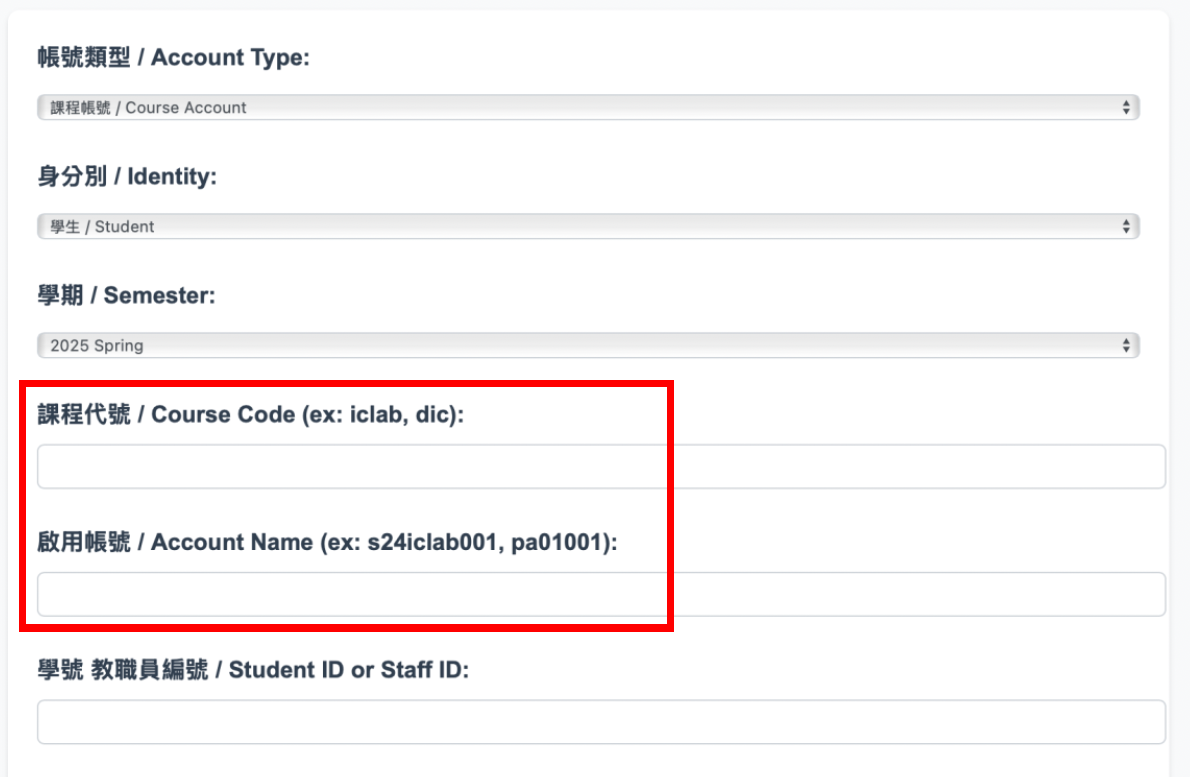 帳號類型 / Account Type:
課程帳號 / Course Account
身分別 / Identity:
學生 / Student
學期 / Semester:
2025 Spring
課程代號 / Course Code (ex: iclab, dic):
啟用帳號 / Account Name (ex: s24iclab001, pa01001):
學號 教職員編號 / Student ID or Staff ID: